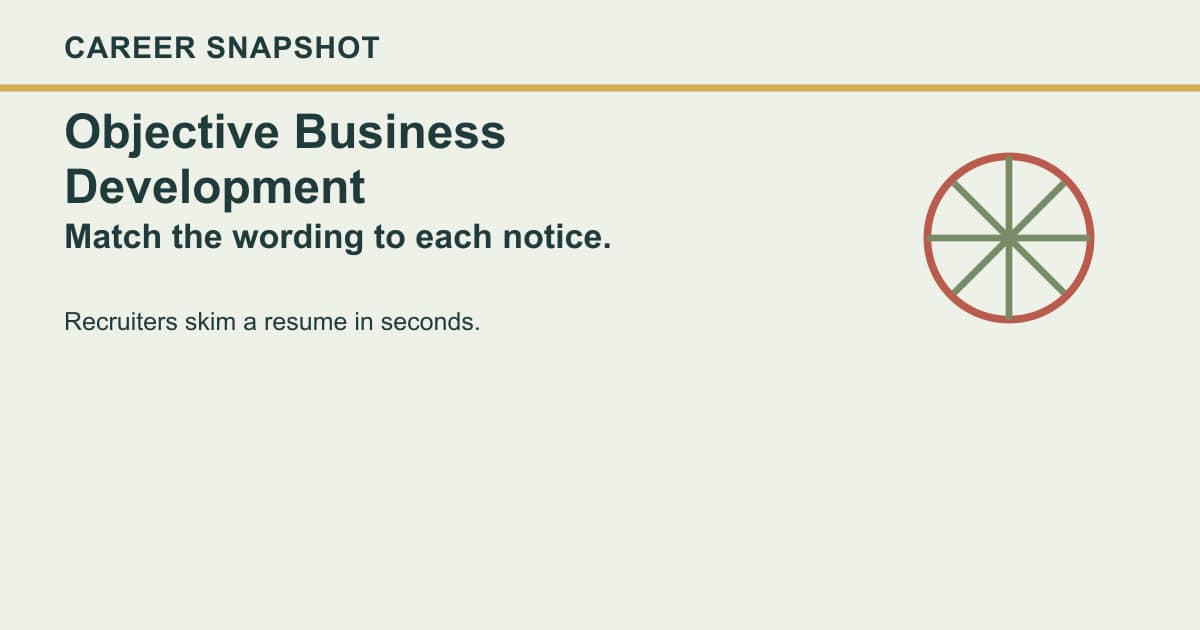 CAREER SNAPSHOT
Objective Business
Development
Match the wording to each notice.
Recruiters skim a resume in seconds.